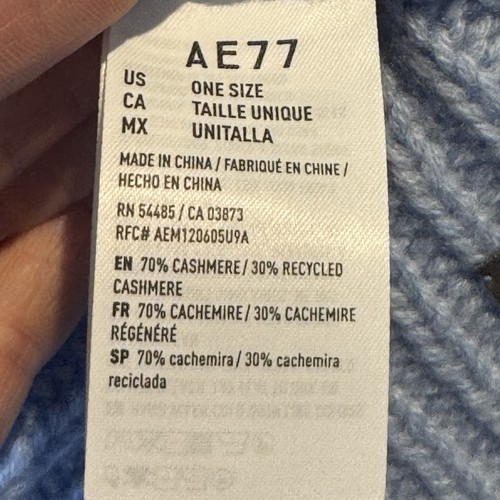 AE77
US ONE SIZE
CA TAILLE UNIQUE
MX UNITALLA
MADE IN CHINA / FABRIQUÉ EN CHINE /
HECHO EN CHINA
RN 54485 / CA 03873
RFC# AEM120605U9A
EN 70% CASHMERE / 30% RECYCLED
CASHMERE
FR 70% CACHEMIRE / 30% CACHEMIRE
RÉGÉNÉRÉ
SP 70% cachemira / 30% cachemira
reciclada